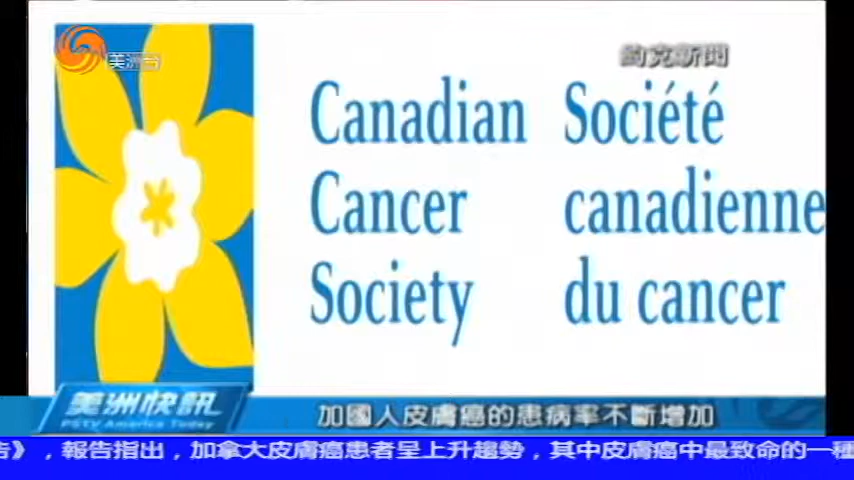 美洲台
約克新聞
Canadian
Cancer
Society
Société
canadienne
du cancer
美洲快訊
PSTV America Today
加國人皮膚癌的患病率不斷增加
告》，報告指出，加拿大皮膚癌患者呈上升趨勢，其中皮膚癌中最致命的一種